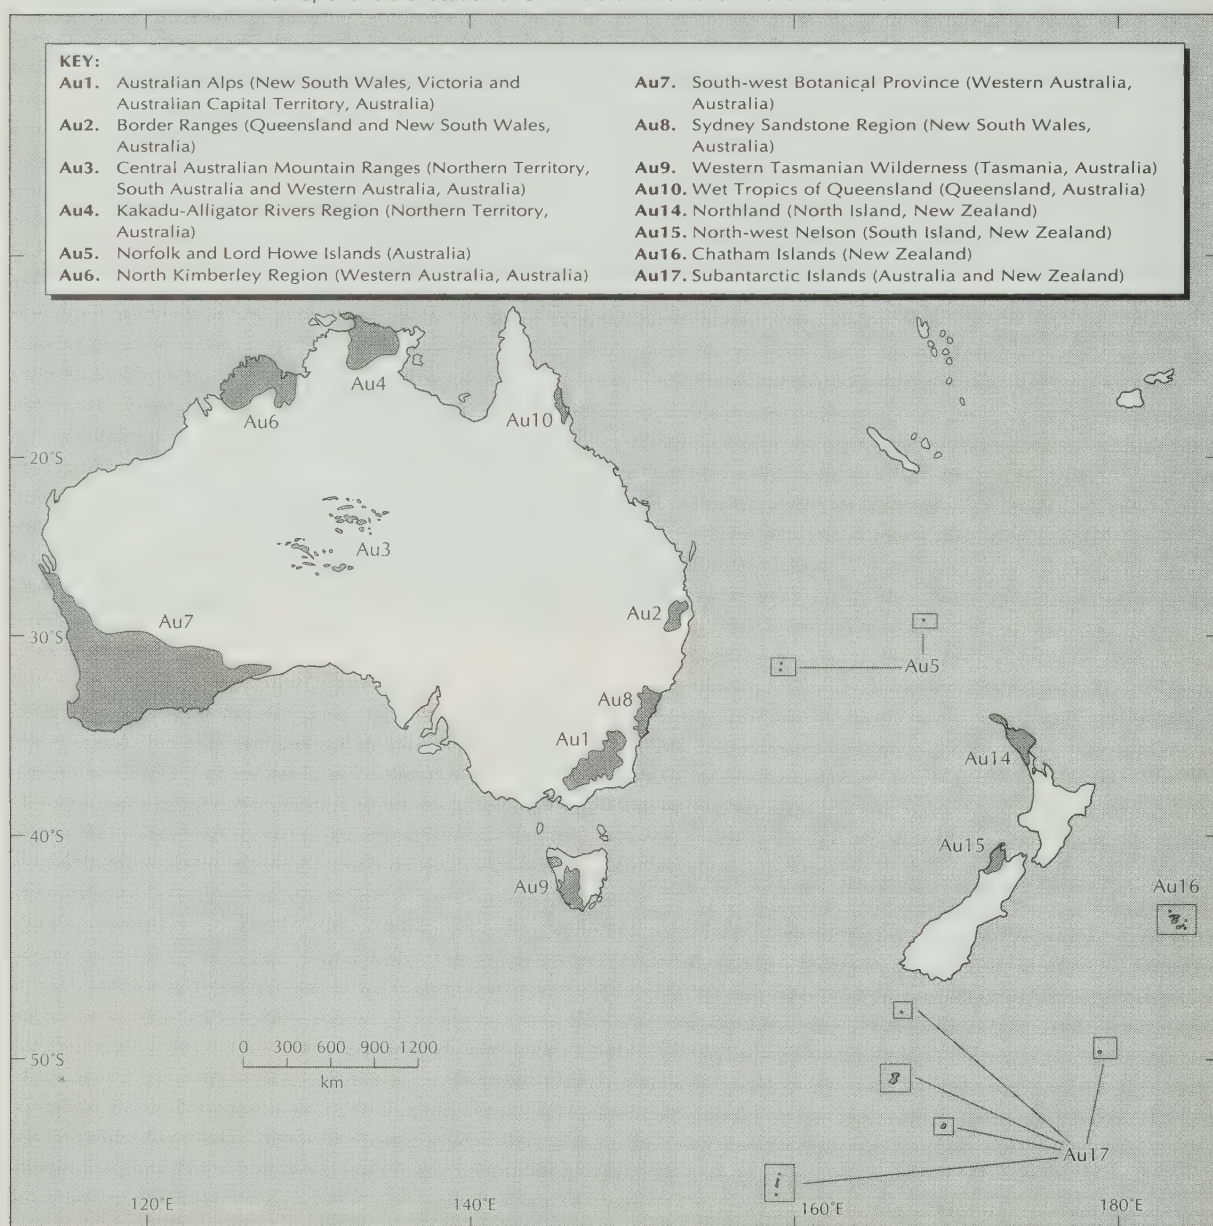 KEY:
Au1. Australian Alps (New South Wales, Victoria and
Australian Capital Territory, Australia)
Au2. Border Ranges (Queensland and New South Wales,
Australia)
Au3. Central Australian Mountain Ranges (Northern Territory,
South Australia and Western Australia, Australia)
Au4. Kakadu-Alligator Rivers Region (Northern Territory,
Australia)
Au5. Norfolk and Lord Howe Islands (Australia)
Au6. North Kimberley Region (Western Australia, Australia)
Au7. South-west Botanical Province (Western Australia,
Australia)
Au8. Sydney Sandstone Region (New South Wales,
Australia)
Au9. Western Tasmanian Wilderness (Tasmania, Australia)
Au10. Wet Tropics of Queensland (Queensland, Australia)
Au14. Northland (North Island, New Zealand)
Au15. North-west Nelson (South Island, New Zealand)
Au16. Chatham Islands (New Zealand)
Au17. Subantarctic Islands (Australia and New Zealand)
Au4
Au6
Au10
20°S
Au3
Au2
Au7
30°S
Au5
Au8
Au1
Au14
40°S
Au15
Au9
Au16
0 300 600 900 1200
km
50°S
Au17
120°E 140°E 160°E 180°E